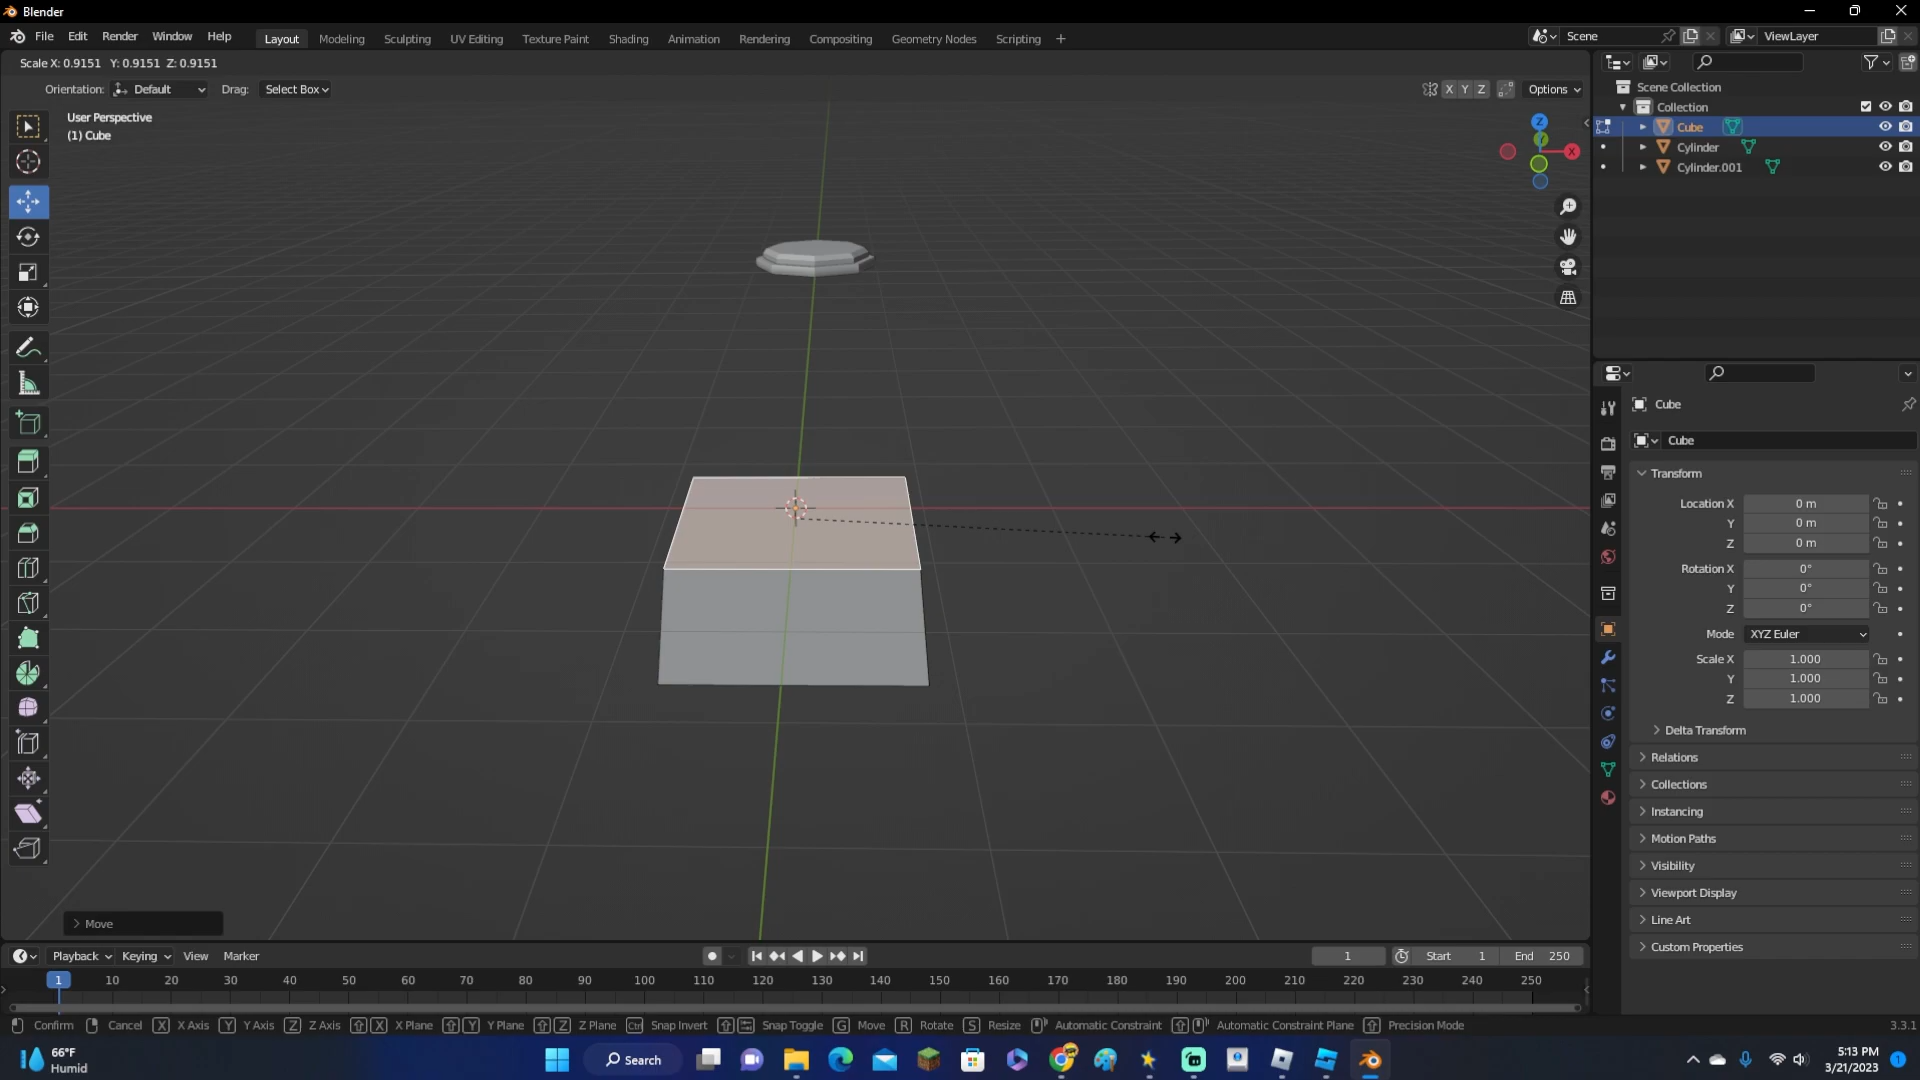 Blender
File Edit Render Window Help Layout Modeling Sculpting UV Editing Texture Paint Shading Animation Rendering Compositing Geometry Nodes Scripting + Scene ViewLayer
Scale X: 0.9151 Y: 0.9151 Z: 0.9151
Orientation: Default Drag: Select Box X Y Z Options
User Perspective
(1) Cube
Z
Y
X
Scene Collection
Collection
Cube
Cylinder
Cylinder.001
Cube
Cube
Transform
Location X 0 m
Y 0 m
Z 0 m
Rotation X 0°
Y 0°
Z 0°
Mode XYZ Euler
Scale X 1.000
Y 1.000
Z 1.000
Delta Transform
Relations
Collections
Instancing
Motion Paths
Visibility
Viewport Display
Line Art
Custom Properties
Move
Playback Keying View Marker 1 Start 1 End 250
1 10 20 30 40 50 60 70 80 90 100 110 120 130 140 150 160 170 180 190 200 210 220 230 240 250
Confirm Cancel X X Axis Y Y Axis Z Z Axis X X Plane Y Y Plane Z Z Plane Ctrl Snap Invert Snap Toggle G Move R Rotate S Resize Automatic Constraint Automatic Constraint Plane Precision Mode 3.3.1
66°F
Humid
Search
5:13 PM
3/21/2023
1